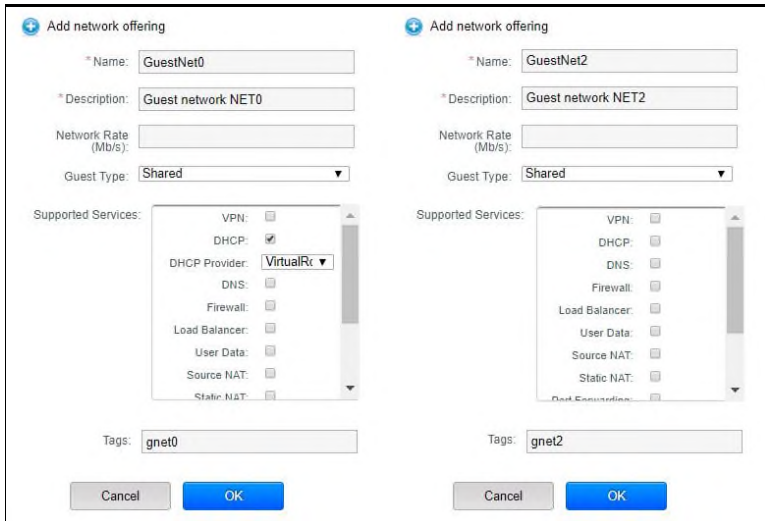 Add network offering
*Name: GuestNet0
*Description: Guest network NET0
Network Rate
(Mb/s):
Guest Type: Shared
Supported Services:
VPN:
DHCP:
DHCP Provider: VirtualRc
DNS:
Firewall:
Load Balancer:
User Data:
Source NAT:
Static NAT:
Tags: gnet0
Cancel
OK
Add network offering
*Name: GuestNet2
*Description: Guest network NET2
Network Rate
(Mb/s):
Guest Type: Shared
Supported Services:
VPN:
DHCP:
DNS:
Firewall:
Load Balancer:
User Data:
Source NAT:
Static NAT:
Port Forwarding:
Tags: gnet2
Cancel
OK